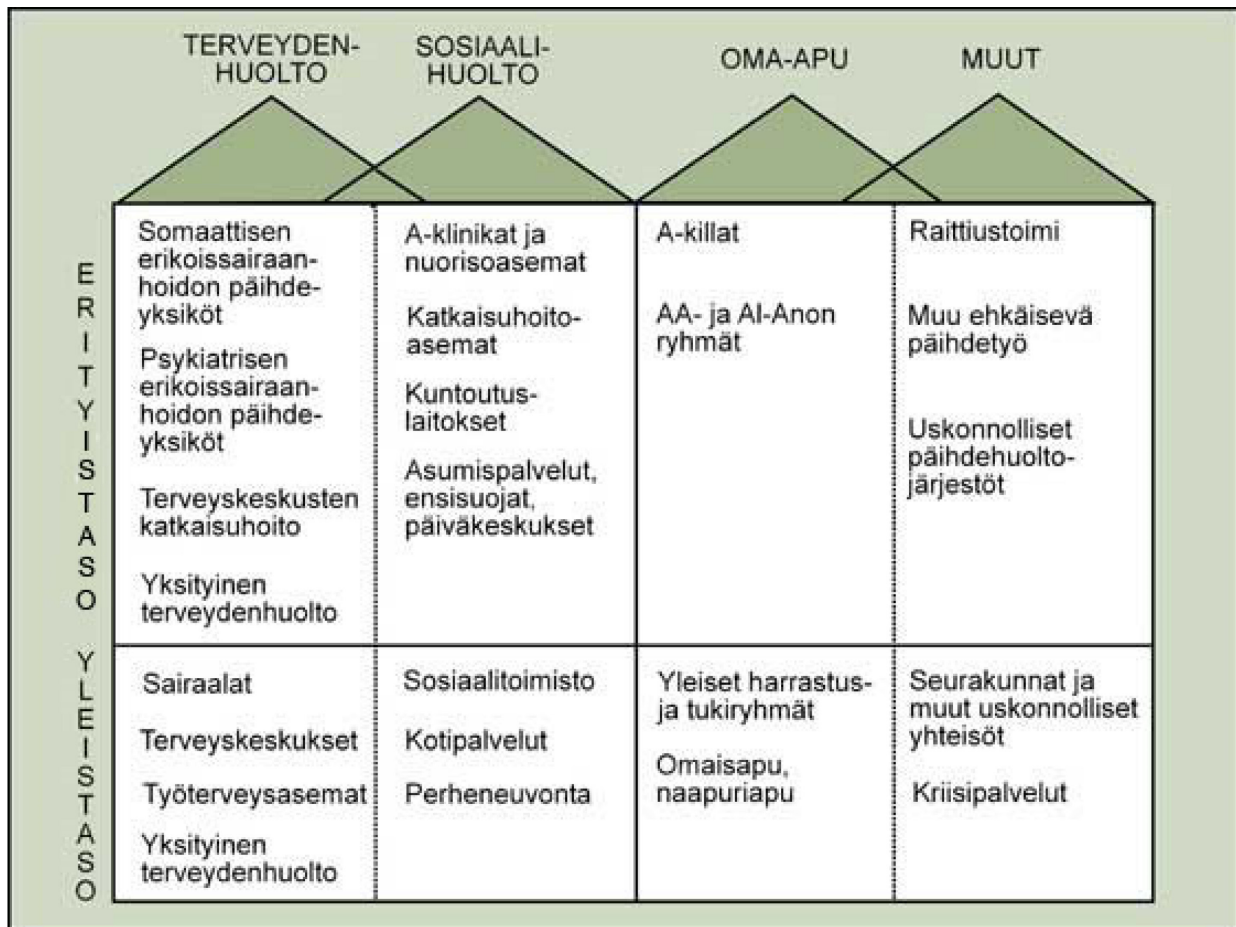 TERVEYDEN-
HUOLTO
SOSIAALI-
HUOLTO
OMA-APU
MUUT
ERITYISTASO
Somaattisen
erikoissairaan-
hoidon päihde-
yksiköt
Psykiatrisen
erikoissairaan-
hoidon päihde-
yksiköt
Terveyskeskusten
katkaisuhoito
Yksityinen
terveydenhuolto
A-klinikat ja
nuorisoasemat
Katkaisuhoito-
asemat
Kuntoutus-
laitokset
Asumispalvelut,
ensisuojat,
päiväkeskukset
A-killat
AA- ja Al-Anon
ryhmät
Raittiustoimi
Muu ehkäisevä
päihdetyö
Uskonnolliset
päihdehuolto-
järjestöt
YLEISTASO
Sairaalat
Terveyskeskukset
Työterveysasemat
Yksityinen
terveydenhuolto
Sosiaalitoimisto
Kotipalvelut
Perheneuvonta
Yleiset harrastus-
ja tukiryhmät
Omaisapu,
naapuriapu
Seurakunnat ja
muut uskonnolliset
yhteisöt
Kriisipalvelut